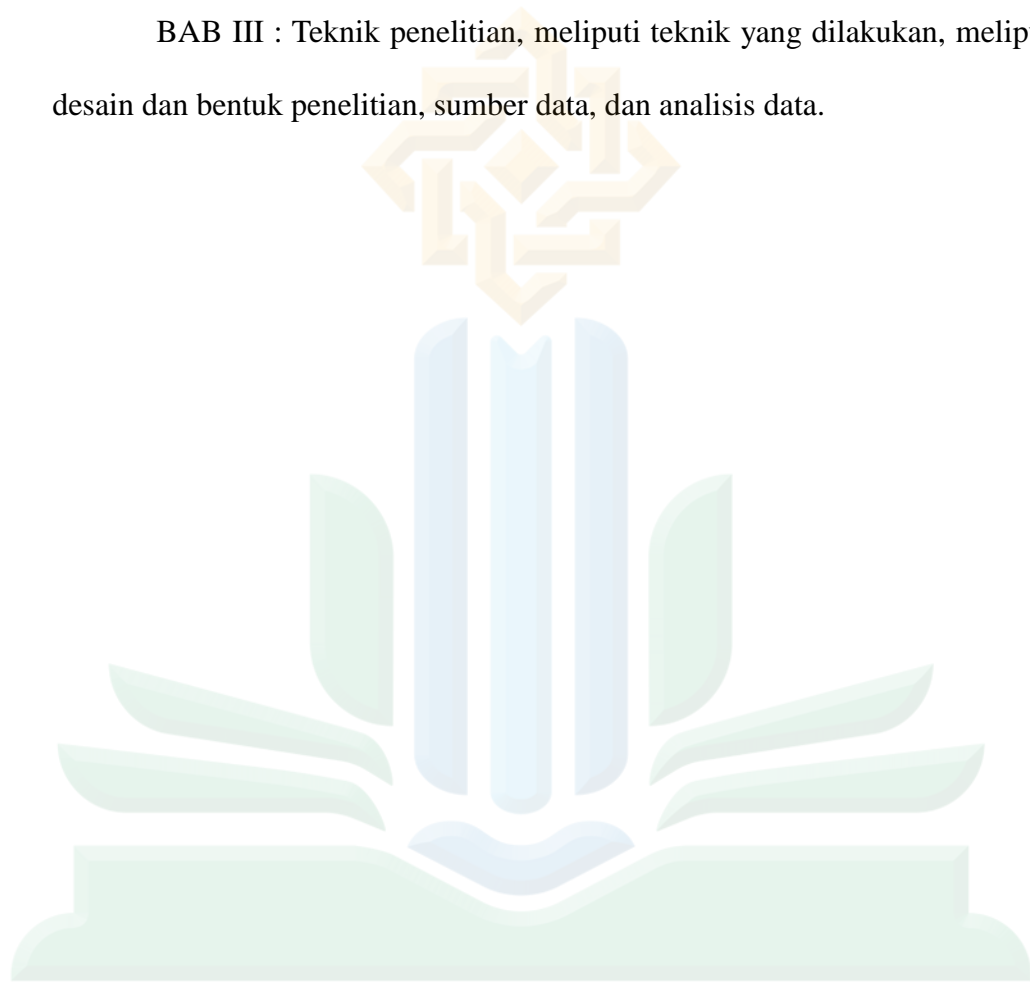 BAB III : Teknik penelitian, meliputi teknik yang dilakukan, melip
desain dan bentuk penelitian, sumber data, dan analisis data.